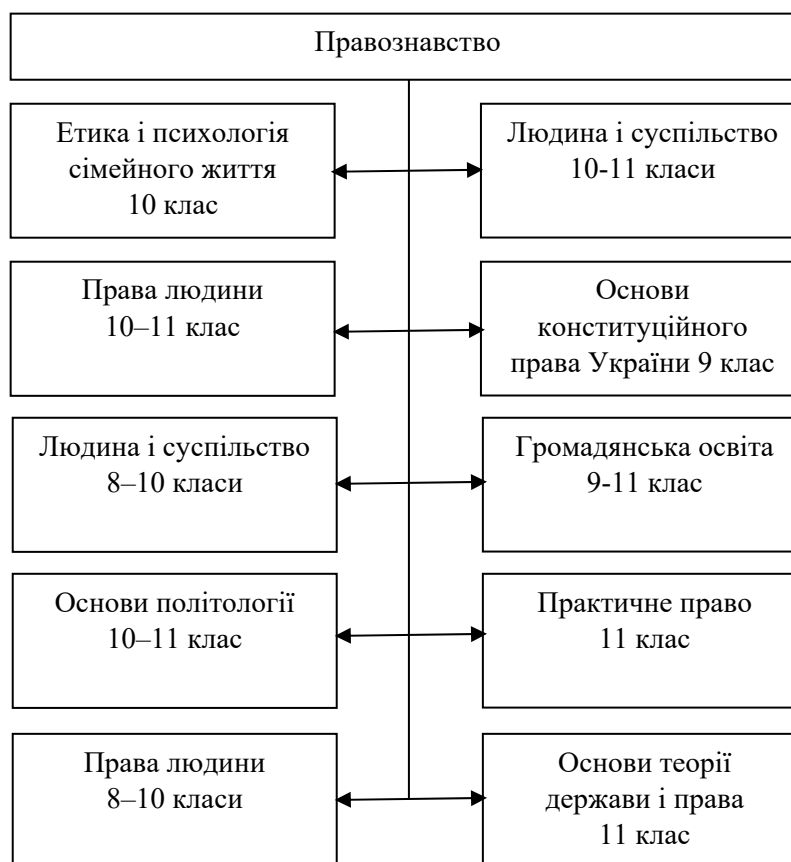 Правознавство
Етика і психологія
сімейного життя
10 клас
Людина і суспільство
10-11 класи
Права людини
10–11 клас
Основи
конституційного
права України 9 клас
Людина і суспільство
8–10 класи
Громадянська освіта
9-11 клас
Основи політології
10–11 клас
Практичне право
11 клас
Права людини
8–10 класи
Основи теорії
держави і права
11 клас